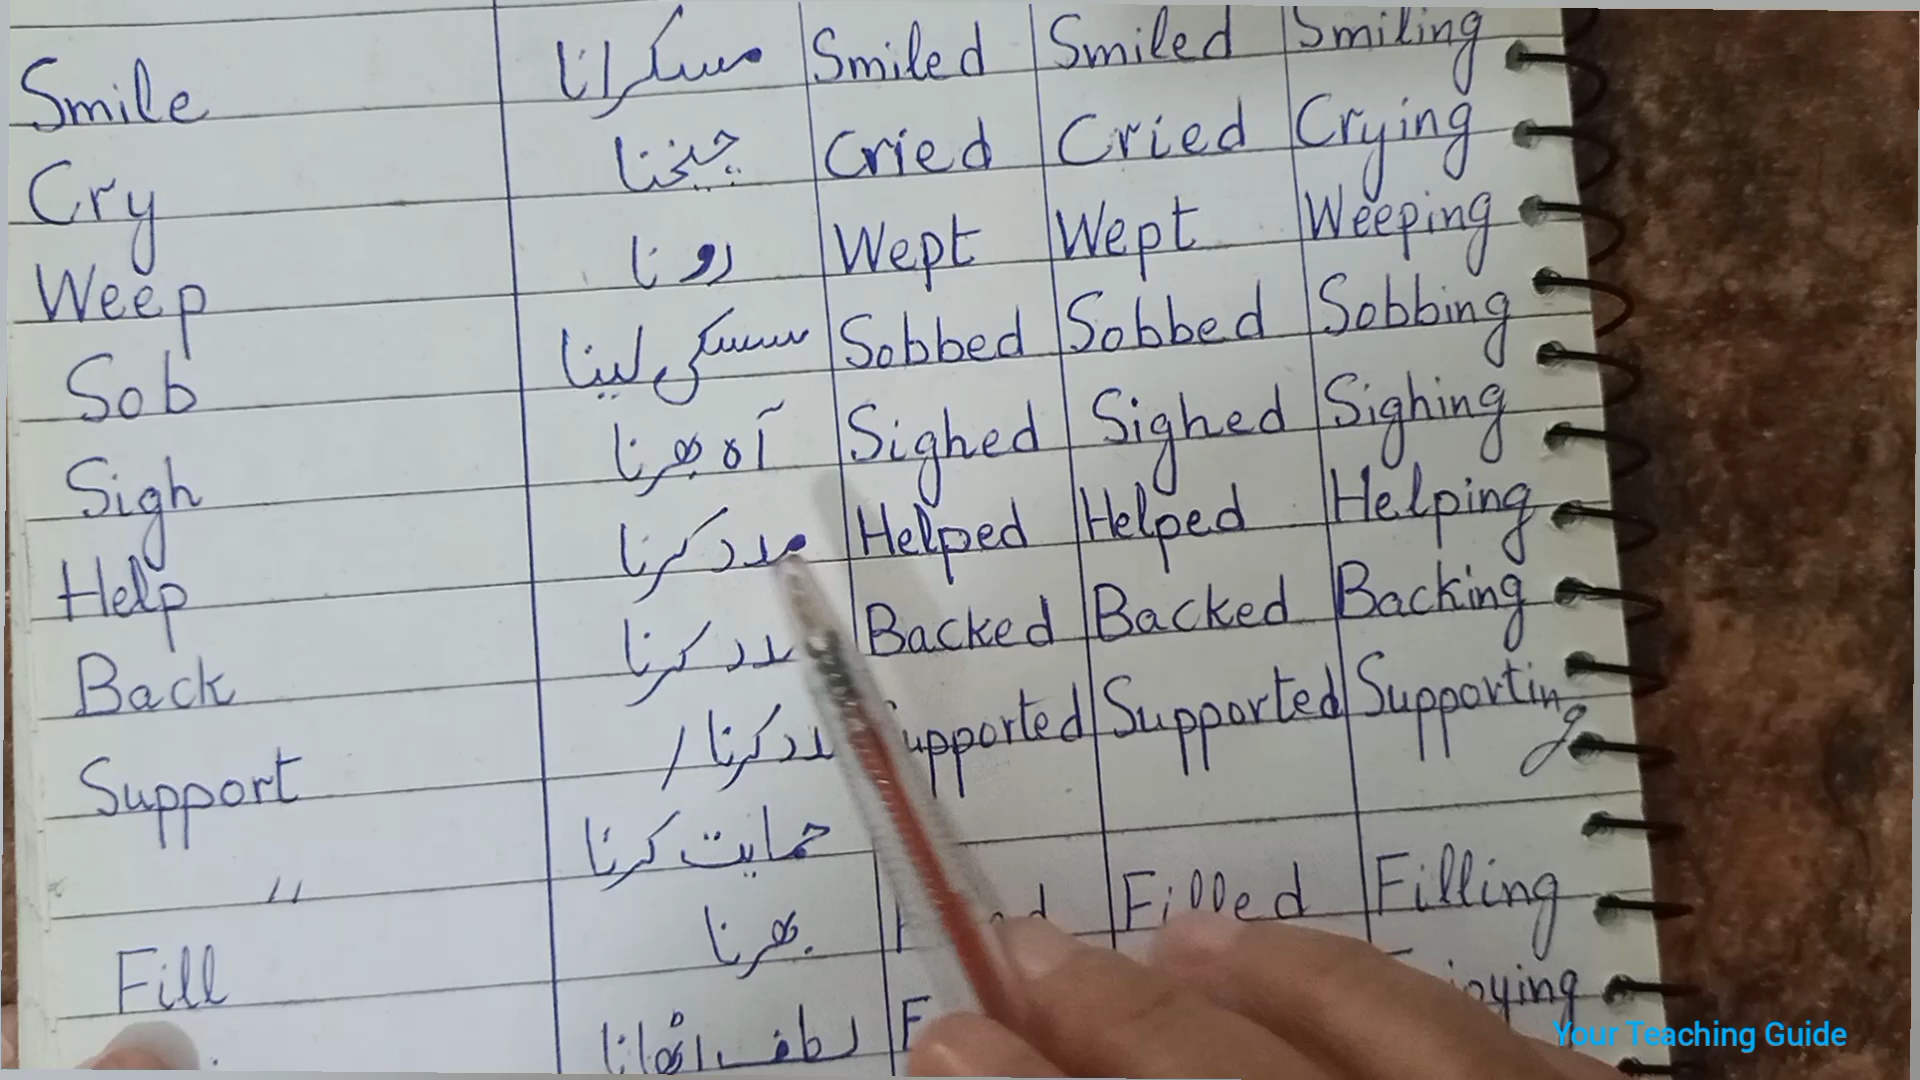 Smile مسکرانا Smiled Smiled Smiling
Cry چیخنا Cried Cried Crying
Weep رونا Wept Wept Weeping
Sob سسکی لینا Sobbed Sobbed Sobbing
Sigh آہ بھرنا Sighed Sighed Sighing
Help مدد کرنا Helped Helped Helping
Back مدد کرنا Backed Backed Backing
Support مدد کرنا / Supported Supported Supporting
" حمایت کرنا
Fill بھرنا Filled Filling
لطف اٹھانا
Your Teaching Guide